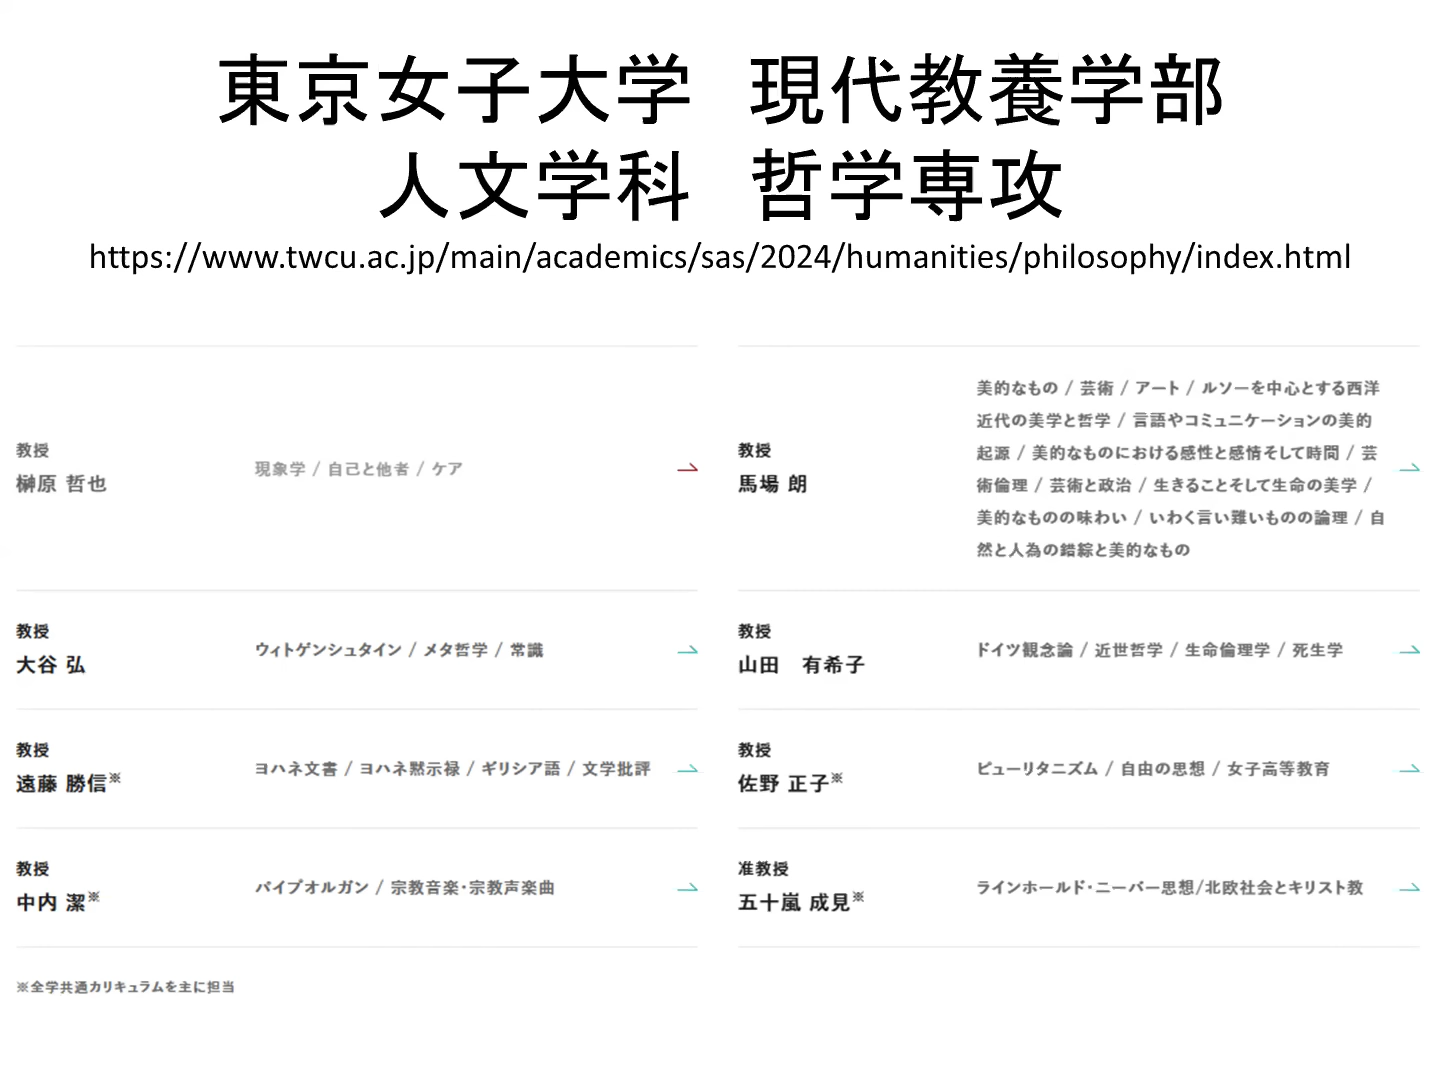 東京女子大学　現代教養学部
人文学科　哲学専攻
https://www.twcu.ac.jp/main/academics/sas/2024/humanities/philosophy/index.html
教授
榊原 哲也
現象学 / 自己と他者 / ケア
教授
馬場 朗
美的なもの / 芸術 / アート / ルソーを中心とする西洋
近代の美学と哲学 / 言語やコミュニケーションの美的
起源 / 美的なものにおける感性と感情そして時間 / 芸
術倫理 / 芸術と政治 / 生きることそして生命の美学 /
美的なものの味わい / いわく言い難いものの論理 / 自
然と人為の錯綜と美的なもの
教授
大谷 弘
ウィトゲンシュタイン / メタ哲学 / 常識
教授
山田　有希子
ドイツ観念論 / 近世哲学 / 生命倫理学 / 死生学
教授
遠藤 勝信※
ヨハネ文書 / ヨハネ黙示禄 / ギリシア語 / 文学批評
教授
佐野 正子※
ピューリタニズム / 自由の思想 / 女子高等教育
教授
中内 潔※
パイプオルガン / 宗教音楽・宗教声楽曲
准教授
五十嵐 成見※
ラインホールド・ニーバー思想/北欧社会とキリスト教
※全学共通カリキュラムを主に担当